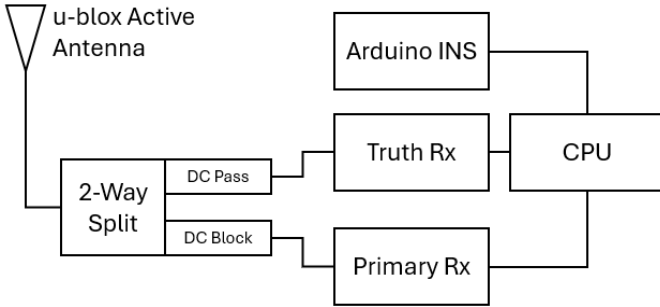 u-blox Active
Antenna
Arduino INS
Truth Rx
CPU
2-Way
Split
DC Pass
DC Block
Primary Rx